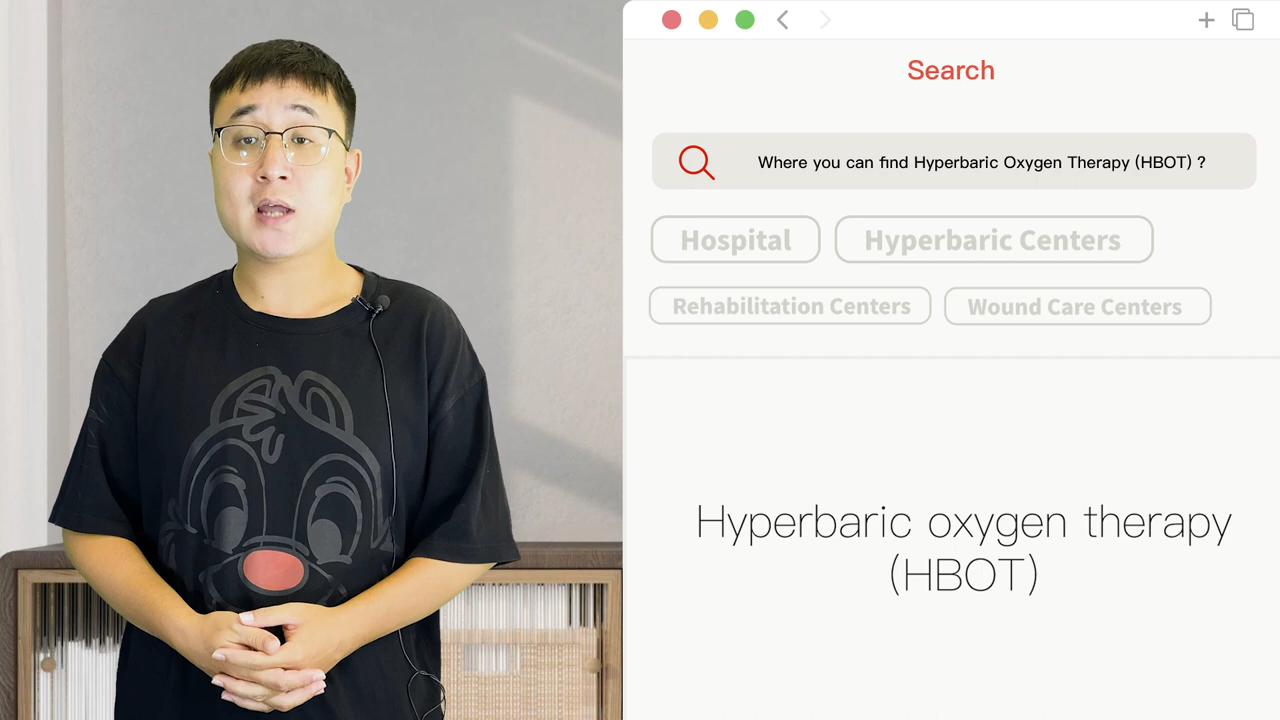 Search
Where you can find Hyperbaric Oxygen Therapy (HBOT) ?
Hospital
Hyperbaric Centers
Rehabilitation Centers
Wound Care Centers
Hyperbaric oxygen therapy
(HBOT)